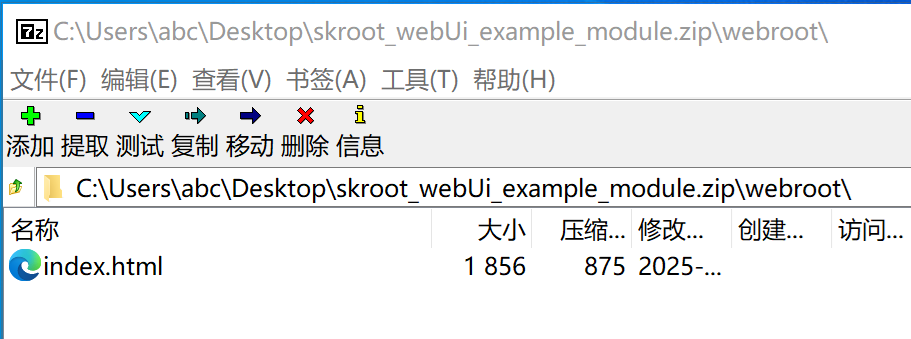 7z C:\Users\abc\Desktop\skroot_webUi_example_module.zip\webroot\
文件(F) 编辑(E) 查看(V) 书签(A) 工具(T) 帮助(H)
添加 提取 测试 复制 移动 删除 信息
C:\Users\abc\Desktop\skroot_webUi_example_module.zip\webroot\
名称 大小 压缩... 修改... 创建... 访问...
index.html 1 856 875 2025-...